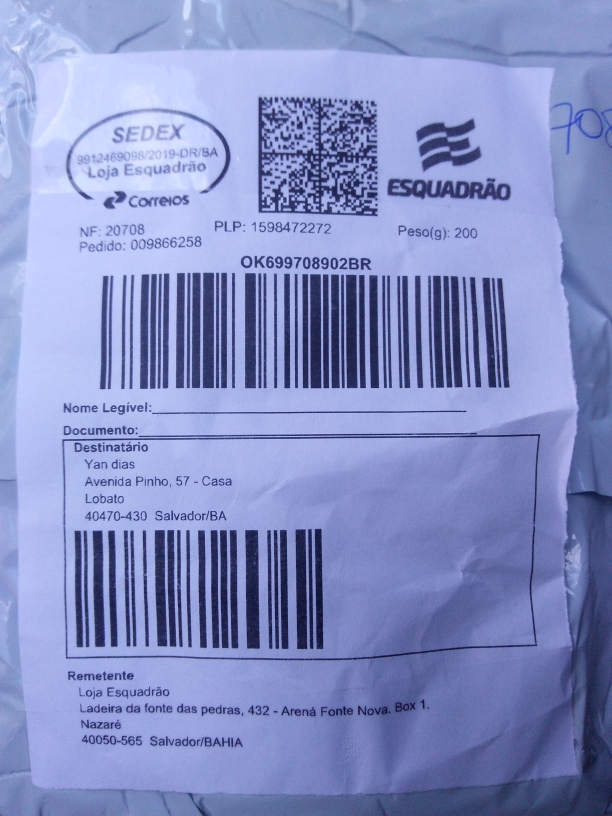 SEDEX
9912469098/2019-DR/BA
Loja Esquadrão
Correios
ESQUADRÃO
708
NF: 20708
PLP: 1598472272
Peso(g): 200
Pedido: 009866258
OK699708902BR
Nome Legível:
Documento:
Destinatário
Yan dias
Avenida Pinho, 57 - Casa
Lobato
40470-430 Salvador/BA
Remetente
Loja Esquadrão
Ladeira da fonte das pedras, 432 - Arená Fonte Nova. Box 1.
Nazaré
40050-565 Salvador/BAHIA